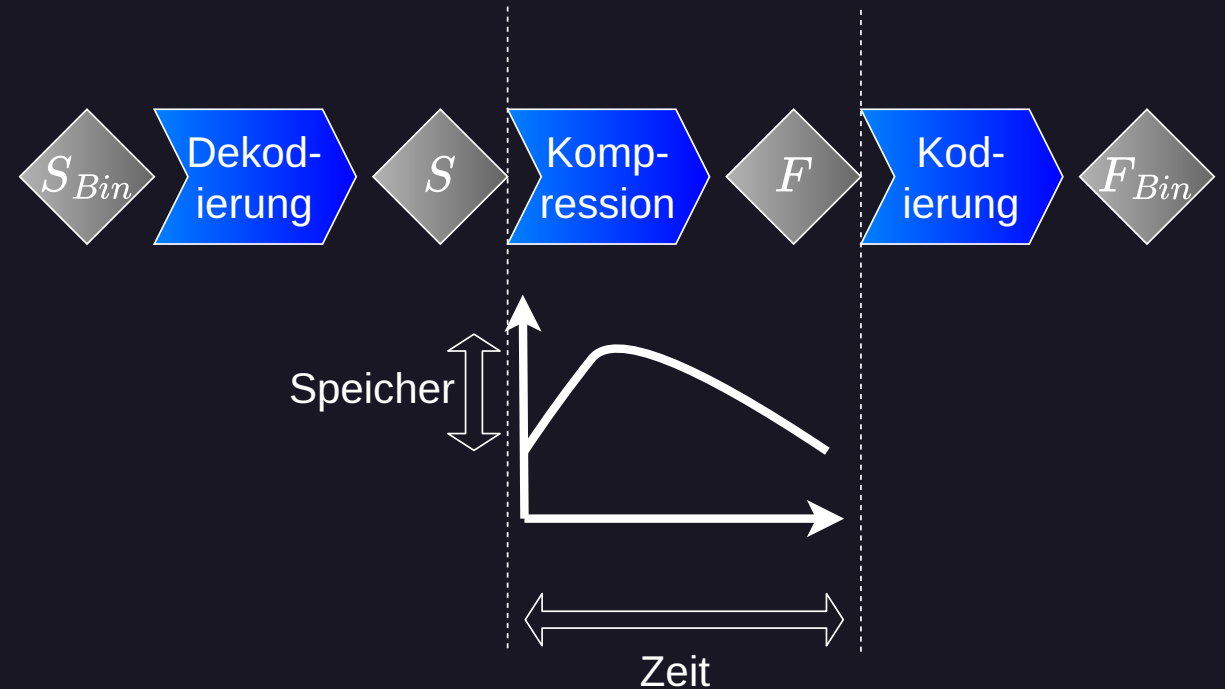 S_Bin
Dekod-
ierung
S
Komp-
ression
F
Kod-
ierung
F_Bin
Speicher
Zeit